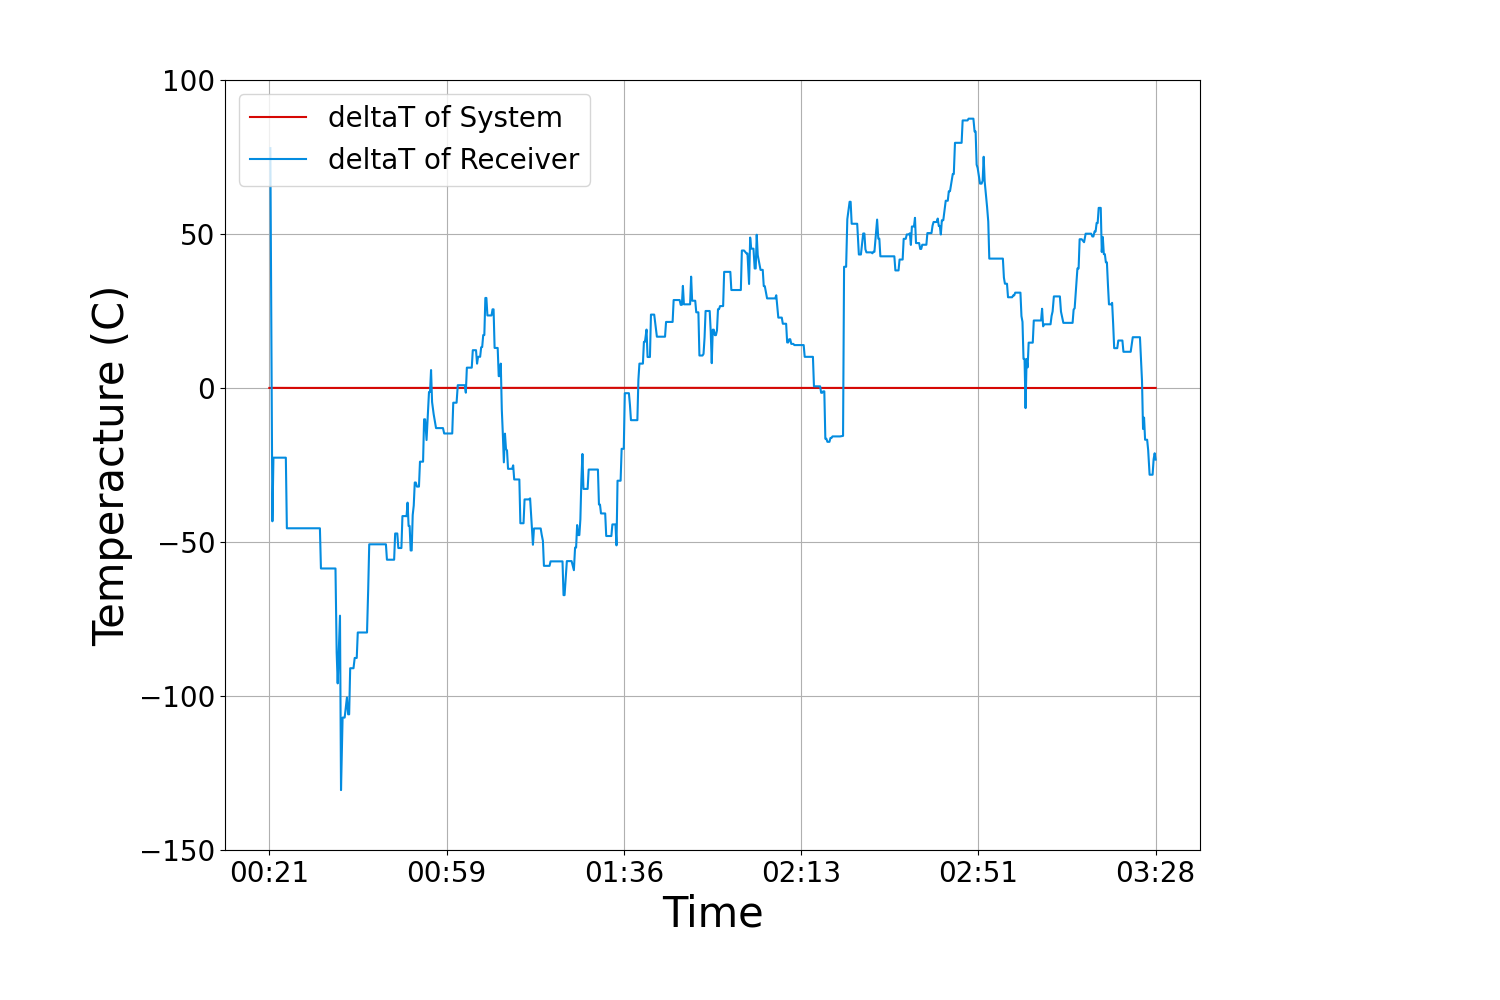 100
50
0
−50
−100
−150
deltaT of System
deltaT of Receiver
Temperacture (C)
00:21 00:59 01:36 02:13 02:51 03:28
Time